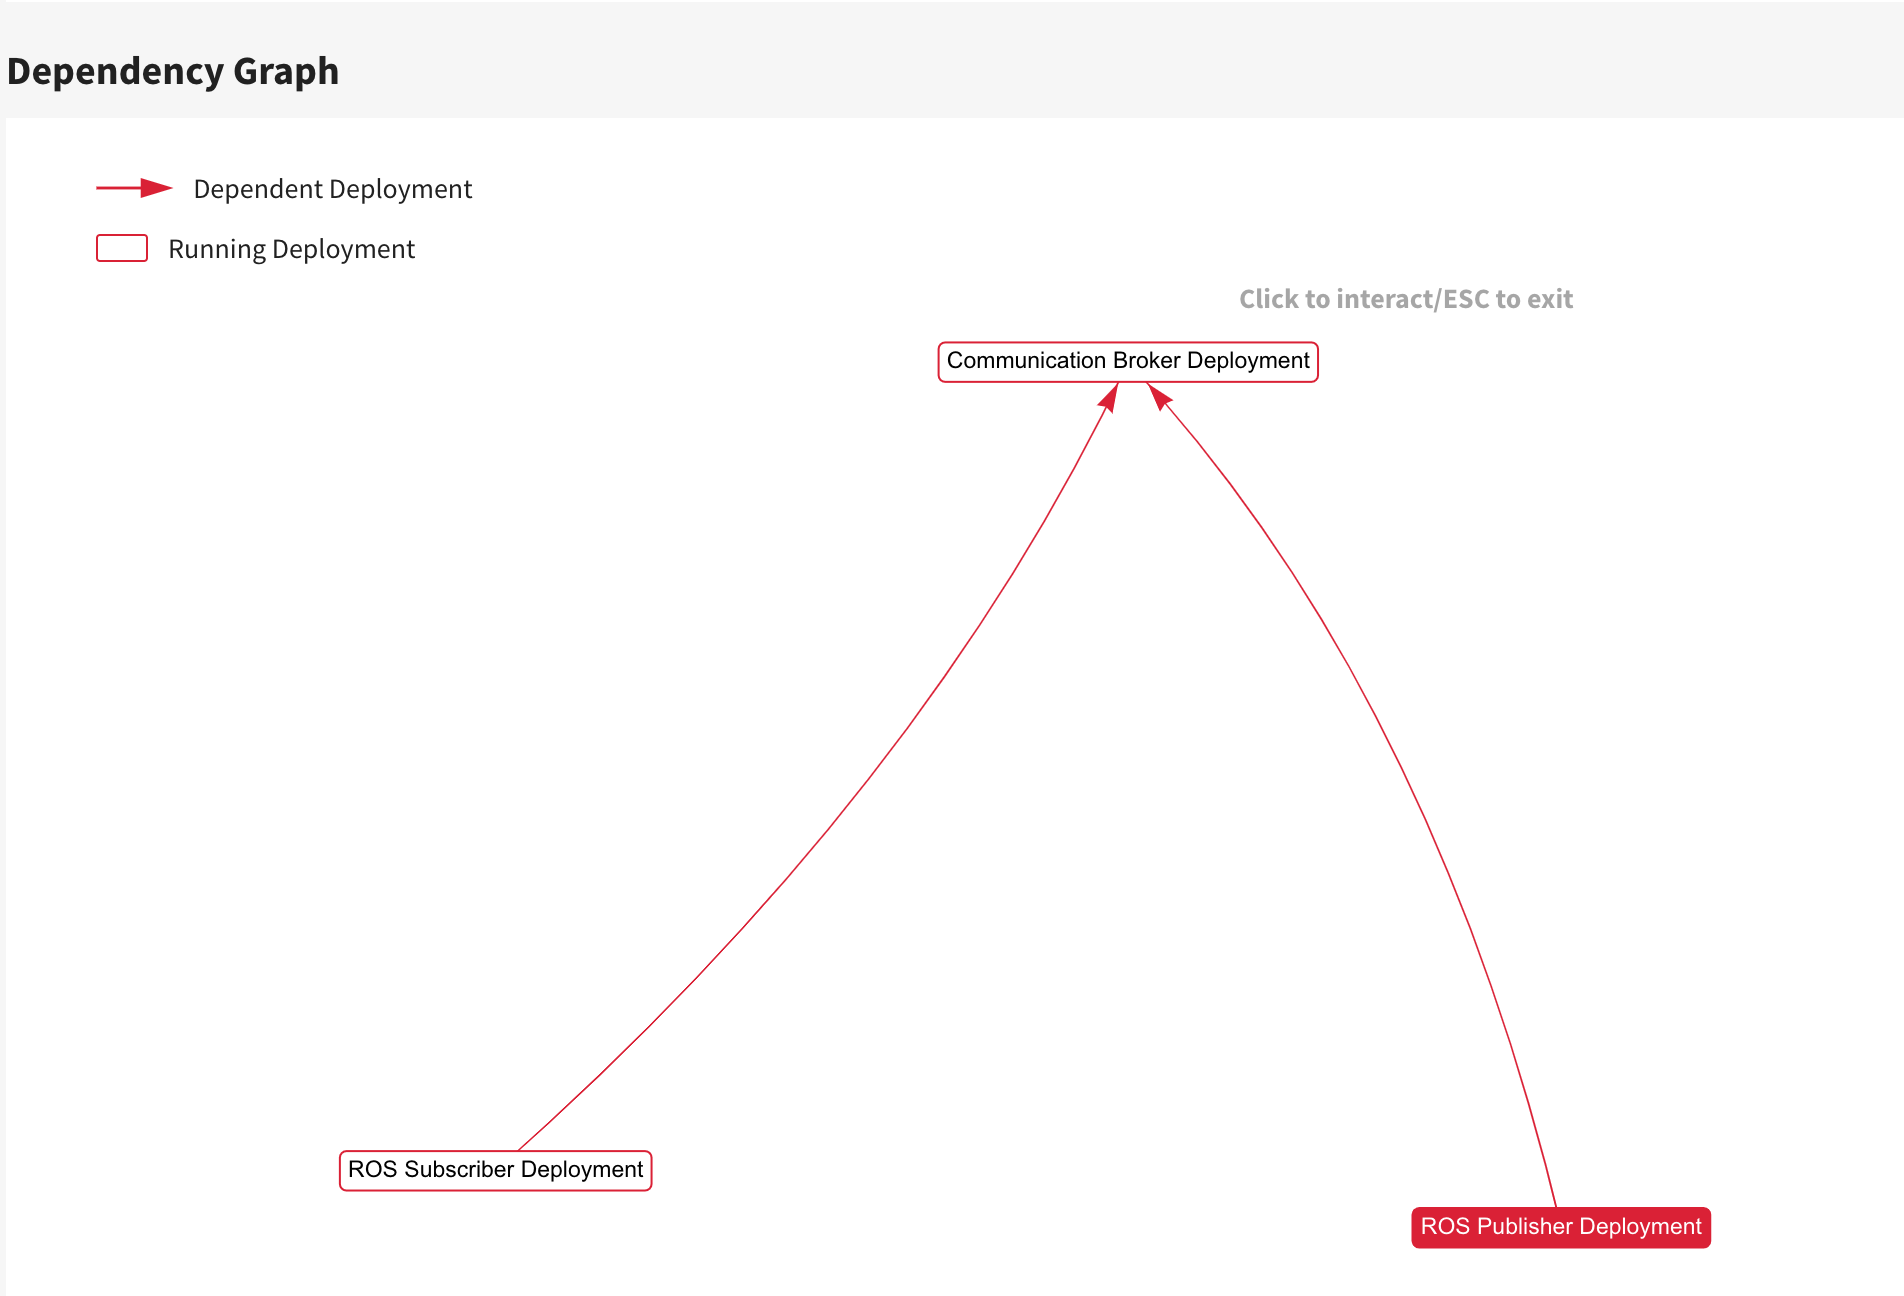 Dependency Graph
Dependent Deployment
Running Deployment
Click to interact/ESC to exit
Communication Broker Deployment
ROS Subscriber Deployment
ROS Publisher Deployment